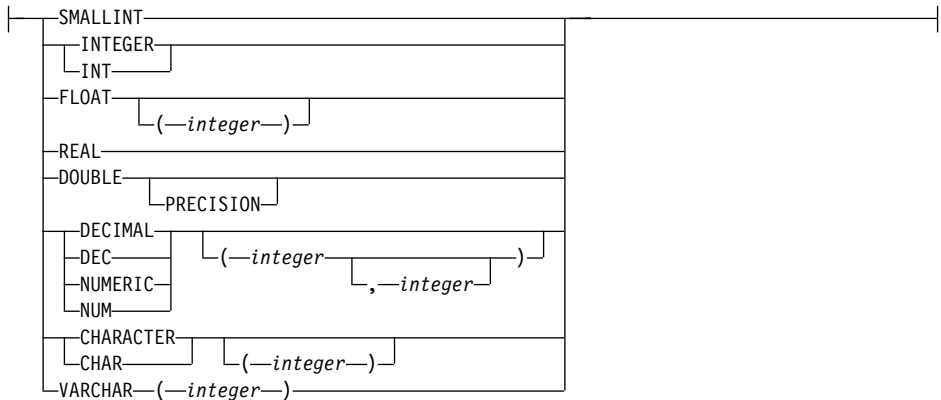 SMALLINT
INTEGER
INT
FLOAT
( integer )
REAL
DOUBLE
PRECISION
DECIMAL
DEC ( integer )
NUMERIC , integer
NUM
CHARACTER
CHAR ( integer )
VARCHAR ( integer )